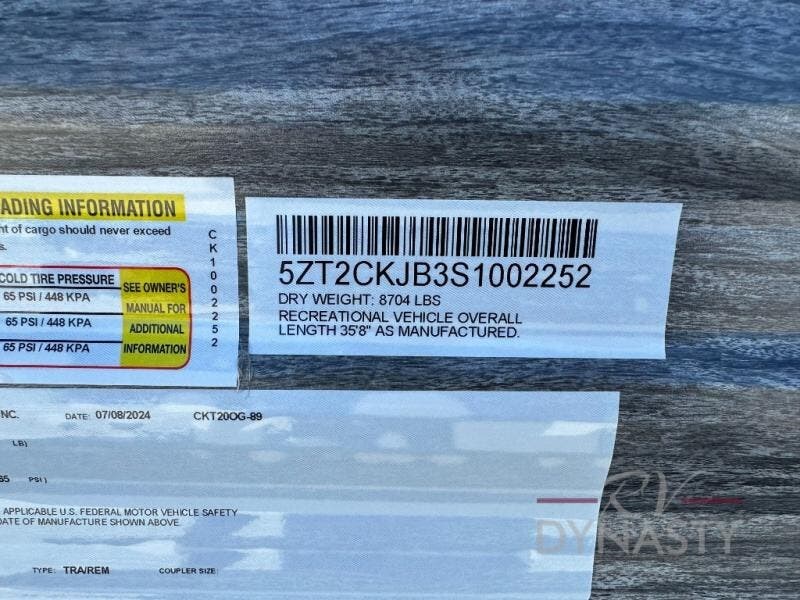 ADING INFORMATION
ht of cargo should never exceed
s.
COLD TIRE PRESSURE
65 PSI / 448 KPA
65 PSI / 448 KPA
65 PSI / 448 KPA
SEE OWNER'S
MANUAL FOR
ADDITIONAL
INFORMATION
CK1002252
5ZT2CKJB3S1002252
DRY WEIGHT: 8704 LBS
RECREATIONAL VEHICLE OVERALL
LENGTH 35'8" AS MANUFACTURED.
NC. DATE: 07/08/2024 CKT20OG-89
LB)
65 PSI)
APPLICABLE U.S. FEDERAL MOTOR VEHICLE SAFETY
DATE OF MANUFACTURE SHOWN ABOVE.
TYPE: TRA/REM COUPLER SIZE:
RV
DYNASTY